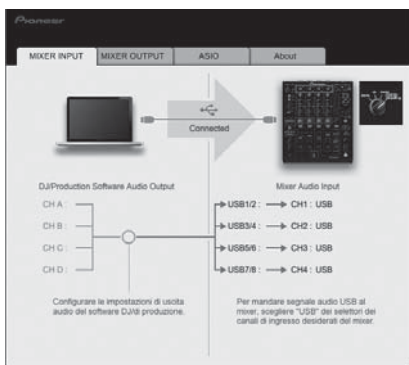 Pioneer
MIXER INPUT
MIXER OUTPUT
ASIO
About
Connected
DJ/Production Software Audio Output
Mixer Audio Input
CH A :
USB1/2 :
CH1 : USB
CH B :
USB3/4 :
CH2 : USB
CH C :
USB5/6 :
CH3 : USB
CH D :
USB7/8 :
CH4 : USB
Configurare le impostazioni di uscita
audio del software DJ/di produzione.
Per mandare segnale audio USB al
mixer, scegliere "USB" dei selettori dei
canali di ingresso desiderati del mixer.